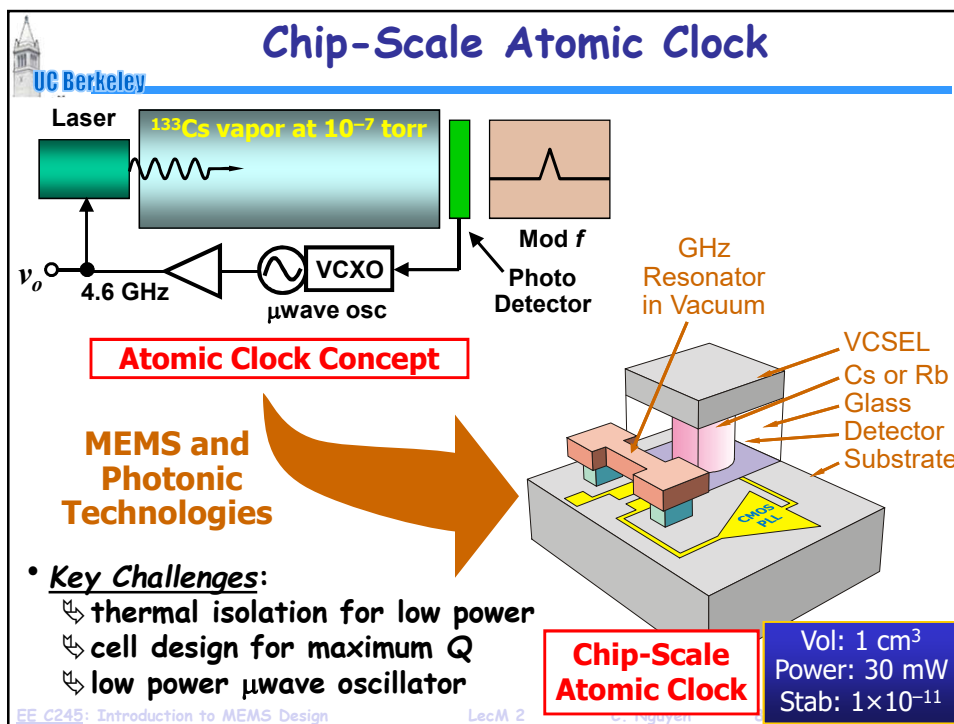 Chip-Scale Atomic Clock
UC Berkeley
Laser
¹³³Cs vapor at 10⁻⁷ torr
Mod f
vₒ
4.6 GHz
VCXO
μwave osc
Photo
Detector
Atomic Clock Concept
GHz
Resonator
in Vacuum
VCSEL
Cs or Rb
Glass
Detector
Substrate
CMOS
PLL
MEMS and
Photonic
Technologies
• Key Challenges:
thermal isolation for low power
cell design for maximum Q
low power μwave oscillator
Chip-Scale
Atomic Clock
Vol: 1 cm³
Power: 30 mW
Stab: 1×10⁻¹¹
EE C245: Introduction to MEMS Design LecM 2 C. Nguyen